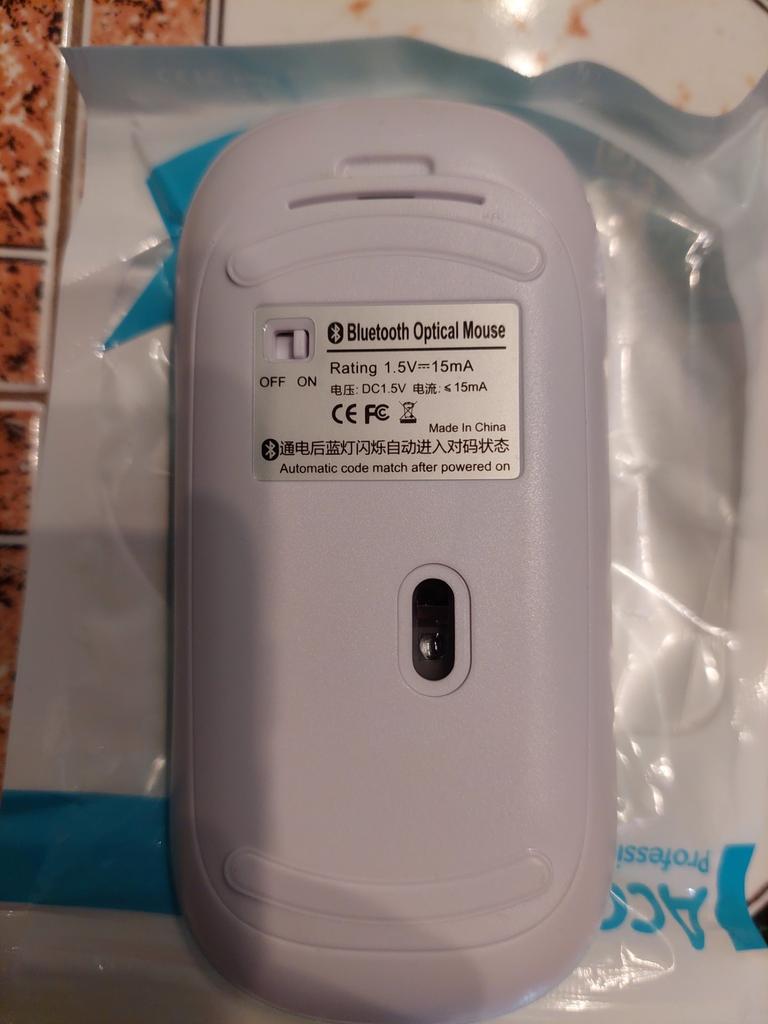 Bluetooth Optical Mouse
Rating 1.5V⎓15mA
OFF ON
电压: DC1.5V 电流: ≤15mA
CE FC
Made In China
通电后蓝灯闪烁自动进入对码状态
Automatic code match after powered on